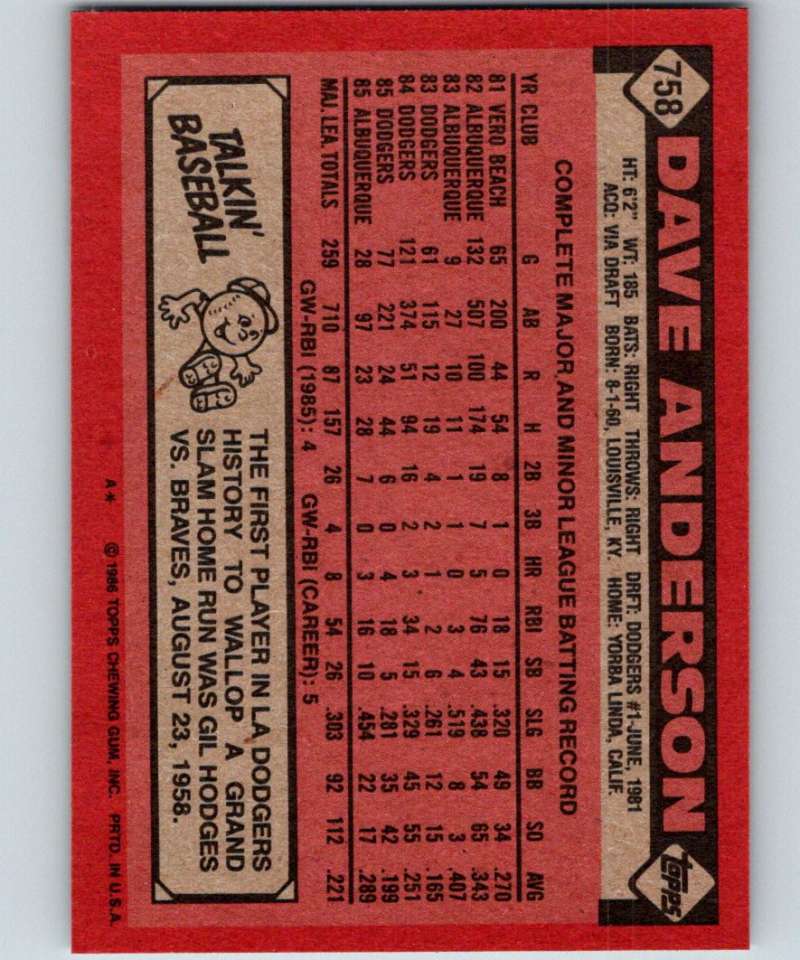 758
DAVE ANDERSON
topps
HT: 6'2" WT: 185 BATS: RIGHT THROWS: RIGHT DRFT: DODGERS #1-JUNE, 1981
ACQ: VIA DRAFT BORN: 8-1-60, LOUISVILLE, KY. HOME: YORBA LINDA, CALIF.
COMPLETE MAJOR AND MINOR LEAGUE BATTING RECORD
YR CLUB G AB R H 2B 3B HR RBI SB SLG BB SO AVG
81 VERO BEACH 65 200 44 54 8 1 0 18 15 .320 49 34 .270
82 ALBUQUERQUE 132 507 100 174 19 7 5 76 43 .438 54 65 .343
83 ALBUQUERQUE 9 27 10 11 1 1 0 3 4 .519 8 3 .407
83 DODGERS 61 115 12 19 4 2 1 2 6 .261 12 15 .165
84 DODGERS 121 374 51 94 16 2 3 34 15 .329 45 55 .251
85 DODGERS 77 221 24 44 6 0 4 18 5 .281 35 42 .199
85 ALBUQUERQUE 28 97 23 28 7 0 3 16 10 .454 22 17 .289
MAJ. LEA. TOTALS 259 710 87 157 26 4 8 54 26 .303 92 112 .221
GW-RBI (1985): 4 GW-RBI (CAREER): 5
TALKIN'
BASEBALL
THE FIRST PLAYER IN LA DODGERS
HISTORY TO WALLOP A GRAND
SLAM HOME RUN WAS GIL HODGES
VS. BRAVES, AUGUST 23, 1958.
A* © 1986 TOPPS CHEWING GUM, INC. PRTD. IN U.S.A.